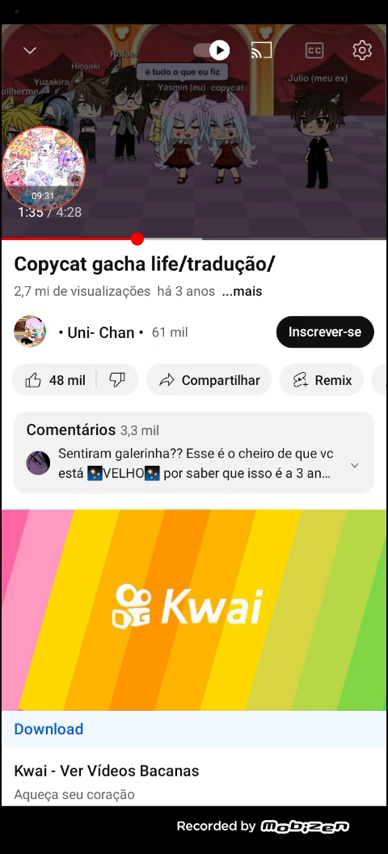 Rafael
Hiosaki
é tudo o que eu fiz
Yuzakira
Julio (meu ex)
uilherme
Yasmin (eu) copycat
CC
09:31
1:35 / 4:28
Copycat gacha life/tradução/
2,7 mi de visualizações há 3 anos ...mais
• Uni- Chan • 61 mil
Inscrever-se
48 mil
Compartilhar
Remix
Comentários 3,3 mil
Sentiram galerinha?? Esse é o cheiro de que vc
está 🎇VELHO🎇 por saber que isso é a 3 an...
Kwai
Download
Kwai - Ver Vídeos Bacanas
Aqueça seu coração
Recorded by Mobizen